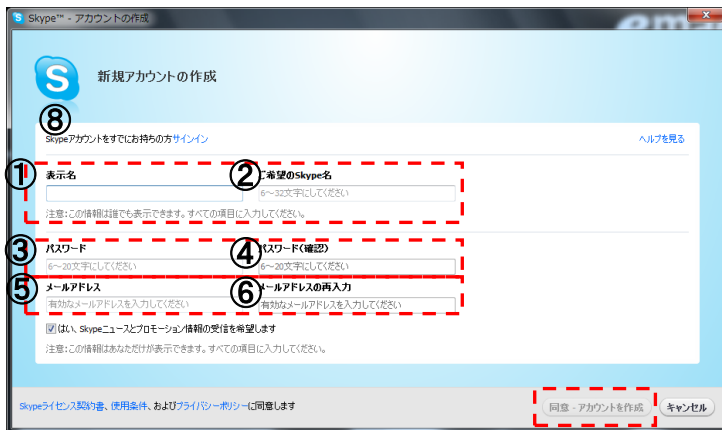 Skype™ - アカウントの作成
新規アカウントの作成
⑧
Skypeアカウントをすでにお持ちの方サインイン ヘルプを見る
① 表示名 ② ご希望のSkype名
6～32文字にしてください
注意:この情報は誰でも表示できます。すべての項目に入力してください。
③ パスワード ④ パスワード(確認)
6～20文字にしてください 6～20文字にしてください
⑤ メールアドレス ⑥ メールアドレスの再入力
有効なメールアドレスを入力してください 有効なメールアドレスを入力してください
はい、Skypeニュースとプロモーション情報の受信を希望します
注意:この情報はあなただけが表示できます。すべての項目に入力してください。
Skypeライセンス契約書、使用条件、およびプライバシーポリシーに同意します 同意 - アカウントを作成 キャンセル